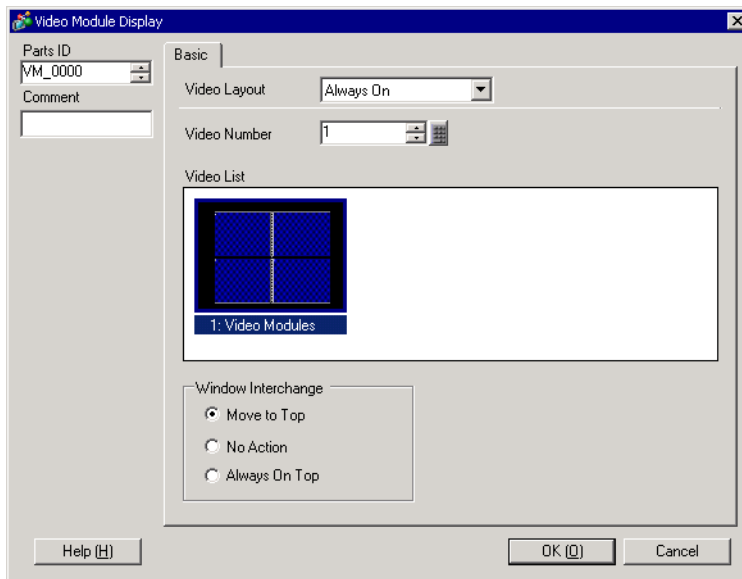 Video Module Display
Parts ID
VM_0000
Comment
Basic
Video Layout
Always On
Video Number
1
Video List
1: Video Modules
Window Interchange
Move to Top
No Action
Always On Top
Help (H)
OK (O)
Cancel